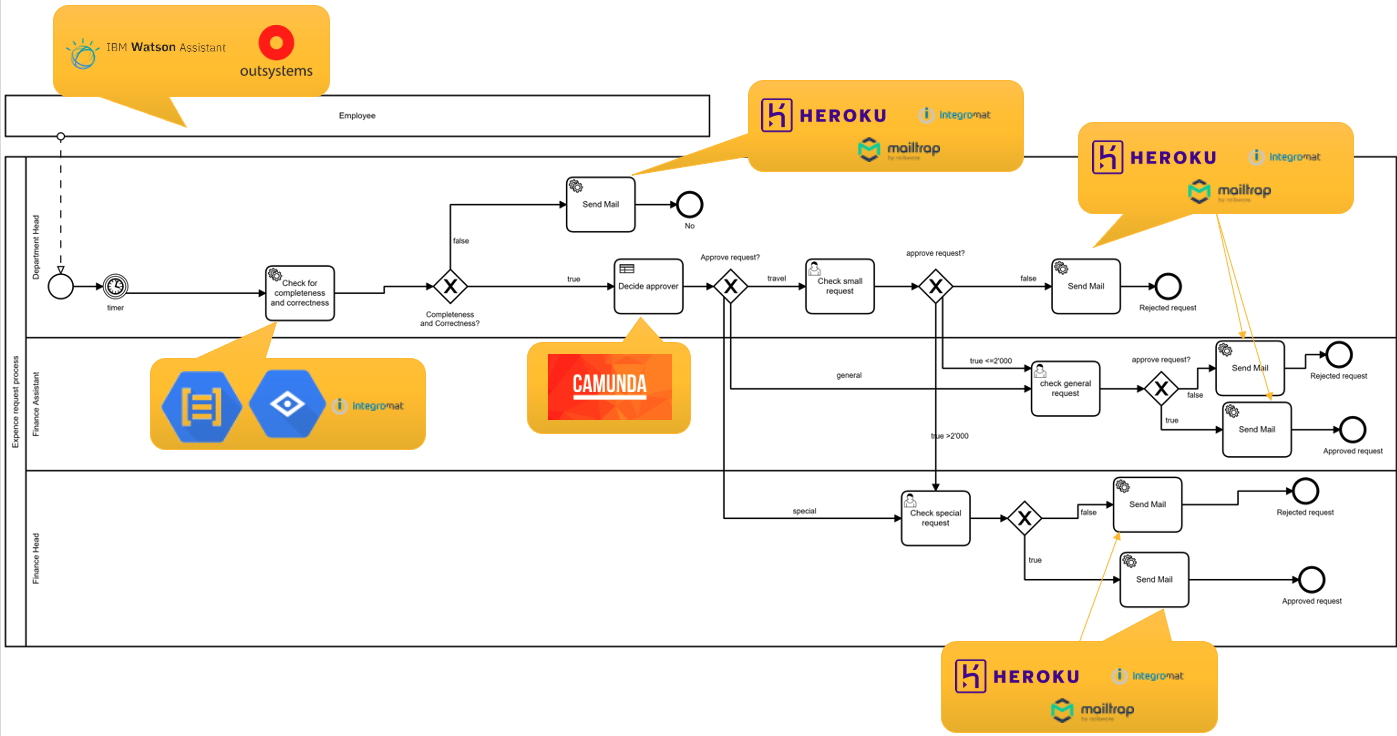 IBM Watson Assistant
outsystems
Employee
HEROKU
integromat
mailtrap
by railsware
HEROKU
integromat
mailtrap
by railsware
Expence request process
Department Head
Send Mail
No
false
timer
Check for
completeness
and correctness
Completeness
and Correctness?
true
Decide approver
Approve request?
travel
Check small
request
approve request?
false
Send Mail
Rejected request
integromat
CAMUNDA
Finance Assistant
general
true <=2'000
check general
request
approve request?
false
Send Mail
Rejected request
true
Send Mail
Approved request
true >2'000
Finance Head
special
Check special
request
false
Send Mail
Rejected request
true
Send Mail
Approved request
HEROKU
integromat
mailtrap
by railsware